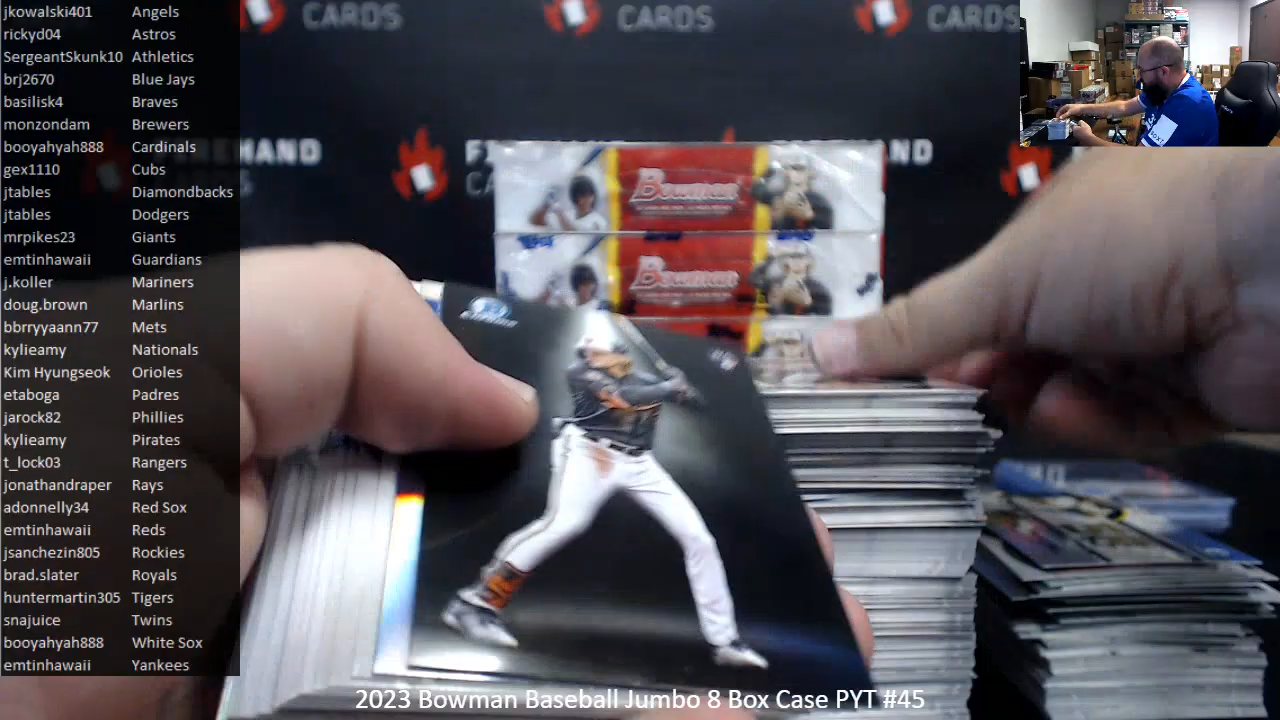 jkowalski401 Angels
rickyd04 Astros
SergeantSkunk10 Athletics
brj2670 Blue Jays
basilisk4 Braves
monzondam Brewers
booyahyah888 Cardinals
gex1110 Cubs
jtables Diamondbacks
jtables Dodgers
mrpikes23 Giants
emtinhawaii Guardians
j.koller Mariners
doug.brown Marlins
bbrryyaann77 Mets
kylieamy Nationals
Kim Hyungseok Orioles
etaboga Padres
jarock82 Phillies
kylieamy Pirates
t_lock03 Rangers
jonathandraper Rays
adonnelly34 Red Sox
emtinhawaii Reds
jsanchezin805 Rockies
brad.slater Royals
huntermartin305 Tigers
snajuice Twins
booyahyah888 White Sox
emtinhawaii Yankees
CARDS
CARDS
CARDS
Bowman
Bowman
2023 Bowman Baseball Jumbo 8 Box Case PYT #45